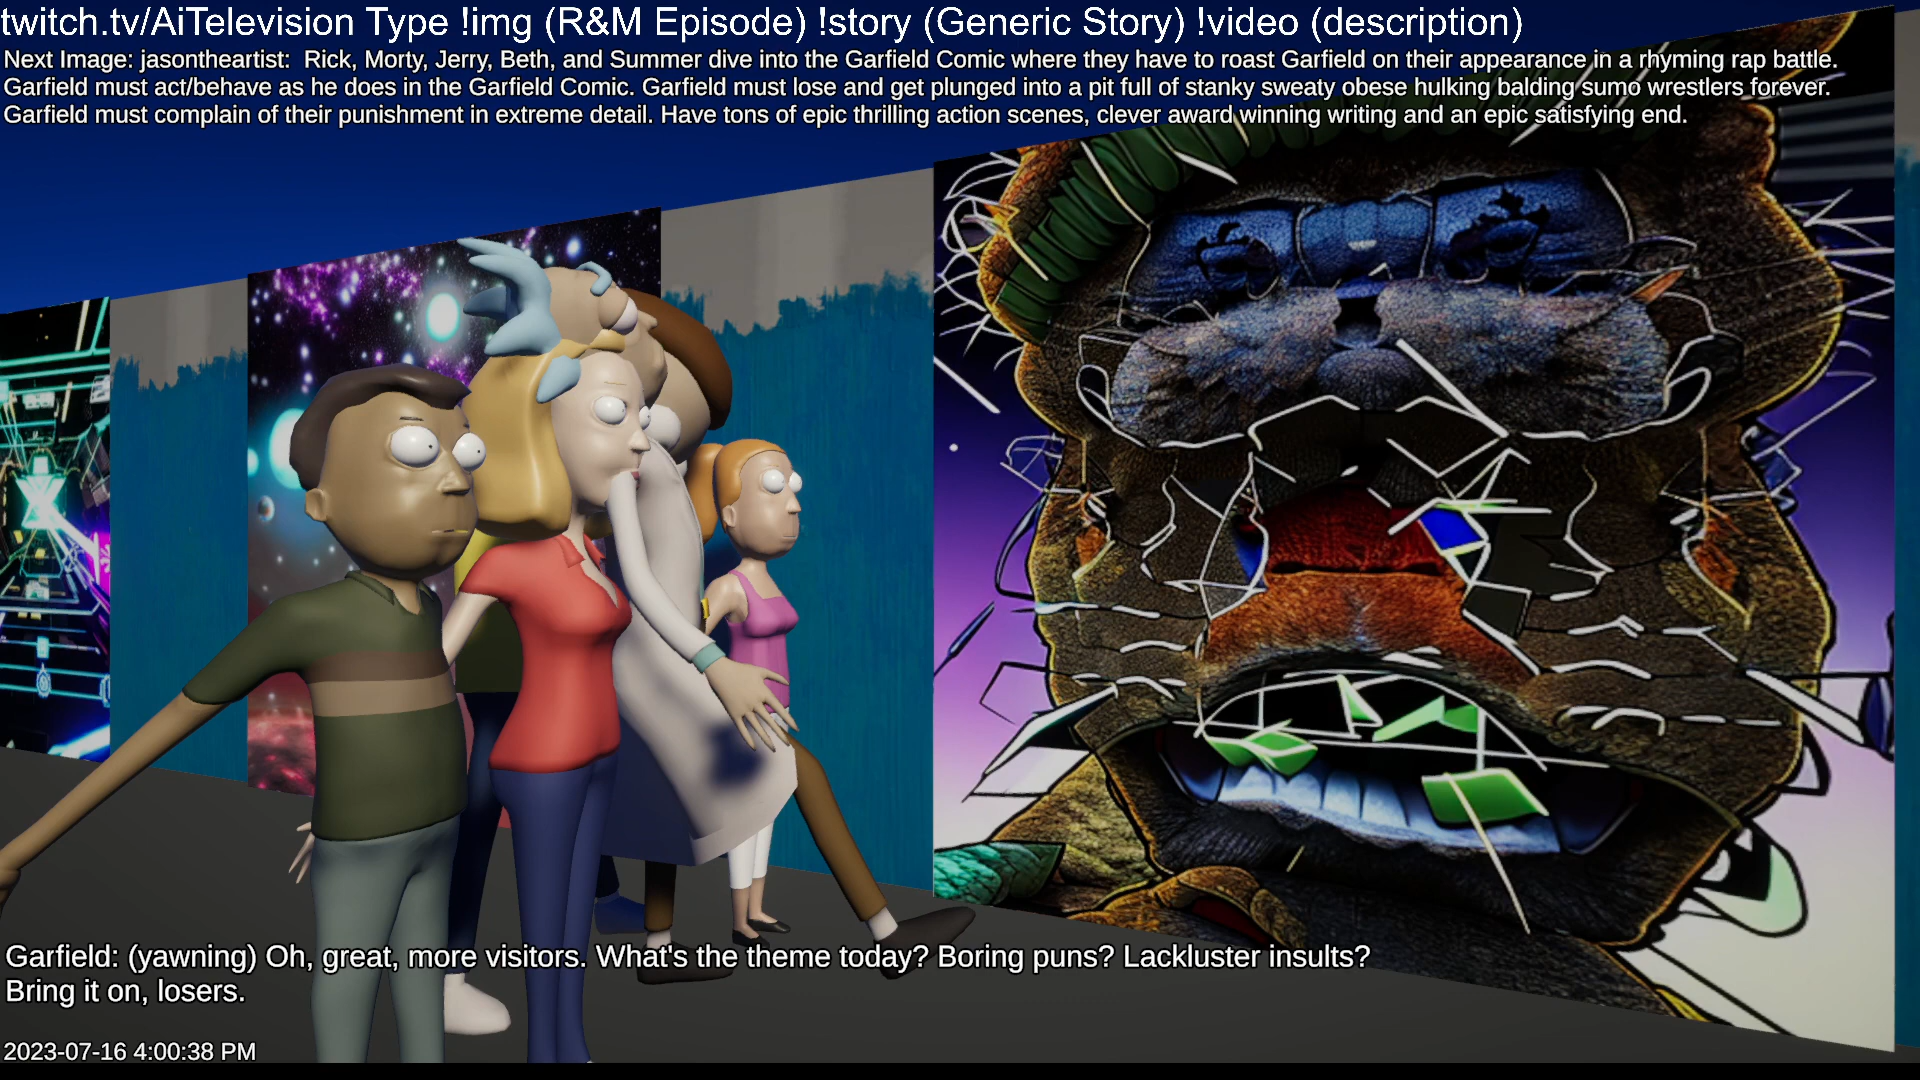 twitch.tv/AiTelevision Type !img (R&M Episode) !story (Generic Story) !video (description)
Next Image: jasontheartist:  Rick, Morty, Jerry, Beth, and Summer dive into the Garfield Comic where they have to roast Garfield on their appearance in a rhyming rap battle.
Garfield must act/behave as he does in the Garfield Comic. Garfield must lose and get plunged into a pit full of stanky sweaty obese hulking balding sumo wrestlers forever.
Garfield must complain of their punishment in extreme detail. Have tons of epic thrilling action scenes, clever award winning writing and an epic satisfying end.
Garfield: (yawning) Oh, great, more visitors. What's the theme today? Boring puns? Lackluster insults?
Bring it on, losers.
2023-07-16 4:00:38 PM